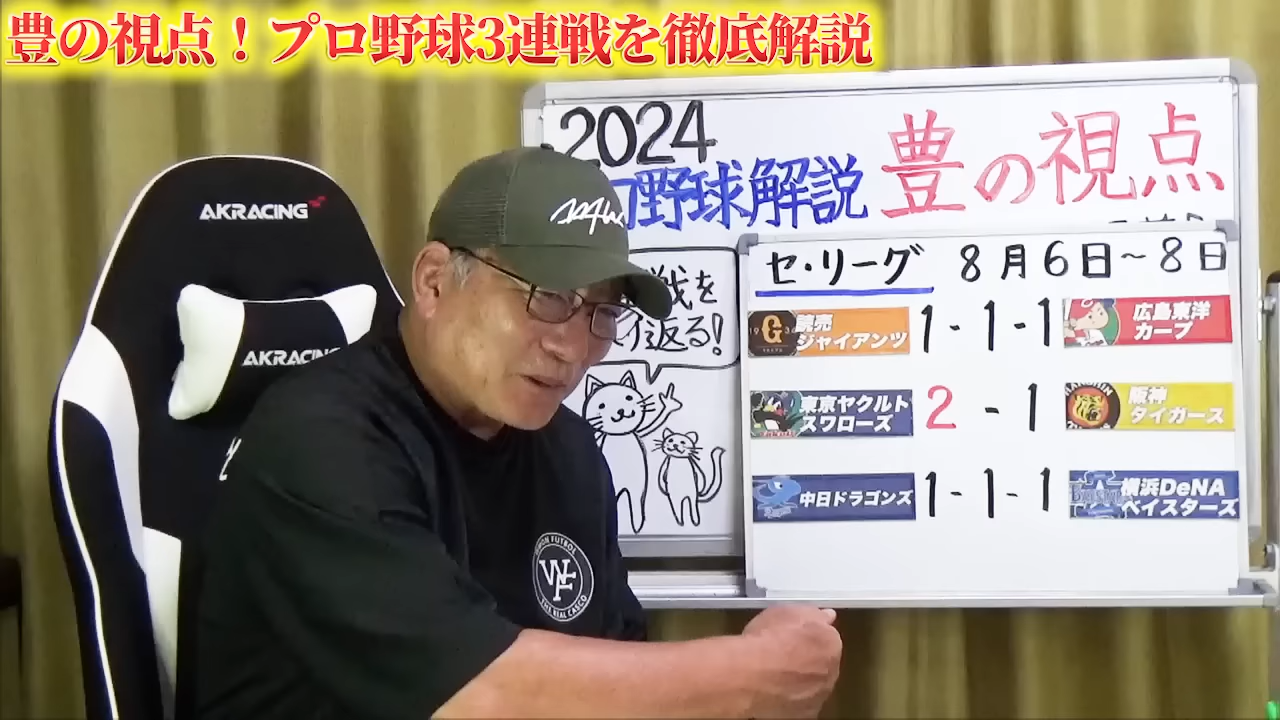 豊の視点！プロ野球3連戦を徹底解説
2024
野球解説 豊の視点
戦を
返る!
セ・リーグ 8月6日~8日
読売
ジャイアンツ
1-1-1
広島東洋
カープ
東京ヤクルト
スワローズ
2-1
阪神
タイガース
中日ドラゴンズ
1-1-1
横浜DeNA
ベイスターズ
AKRACING
AKRACING
WF
THE REAL CASCO